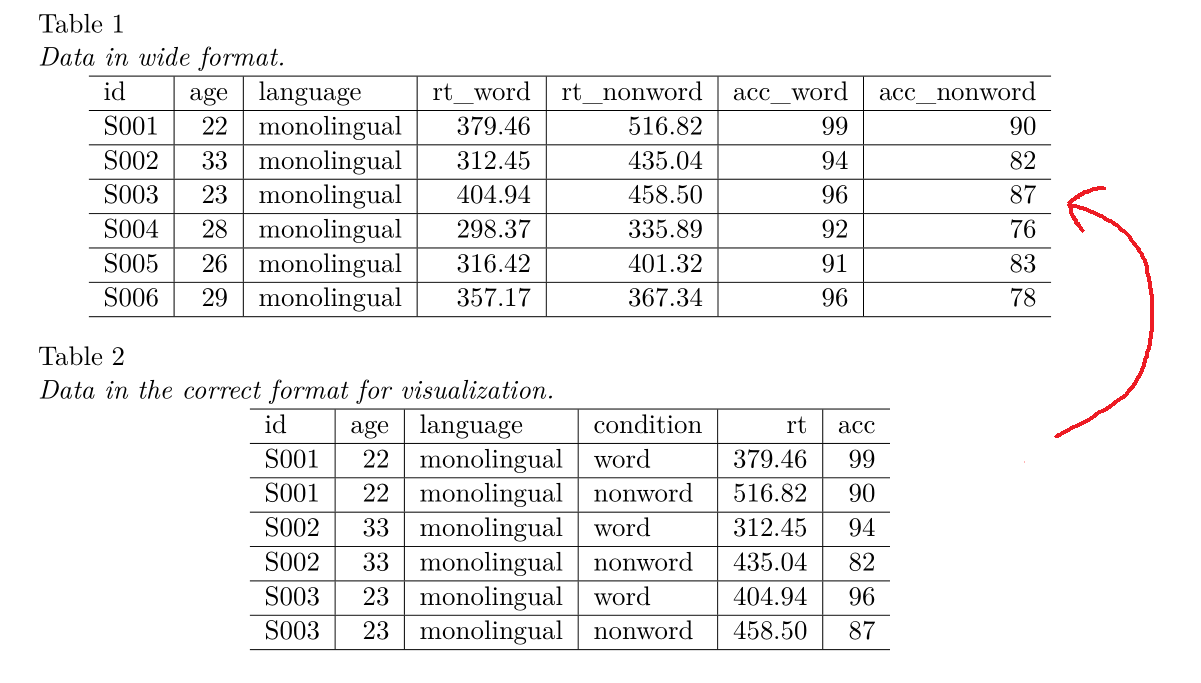 Table 1
Data in wide format.
id age language rt_word rt_nonword acc_word acc_nonword
S001 22 monolingual 379.46 516.82 99 90
S002 33 monolingual 312.45 435.04 94 82
S003 23 monolingual 404.94 458.50 96 87
S004 28 monolingual 298.37 335.89 92 76
S005 26 monolingual 316.42 401.32 91 83
S006 29 monolingual 357.17 367.34 96 78
Table 2
Data in the correct format for visualization.
id age language condition rt acc
S001 22 monolingual word 379.46 99
S001 22 monolingual nonword 516.82 90
S002 33 monolingual word 312.45 94
S002 33 monolingual nonword 435.04 82
S003 23 monolingual word 404.94 96
S003 23 monolingual nonword 458.50 87